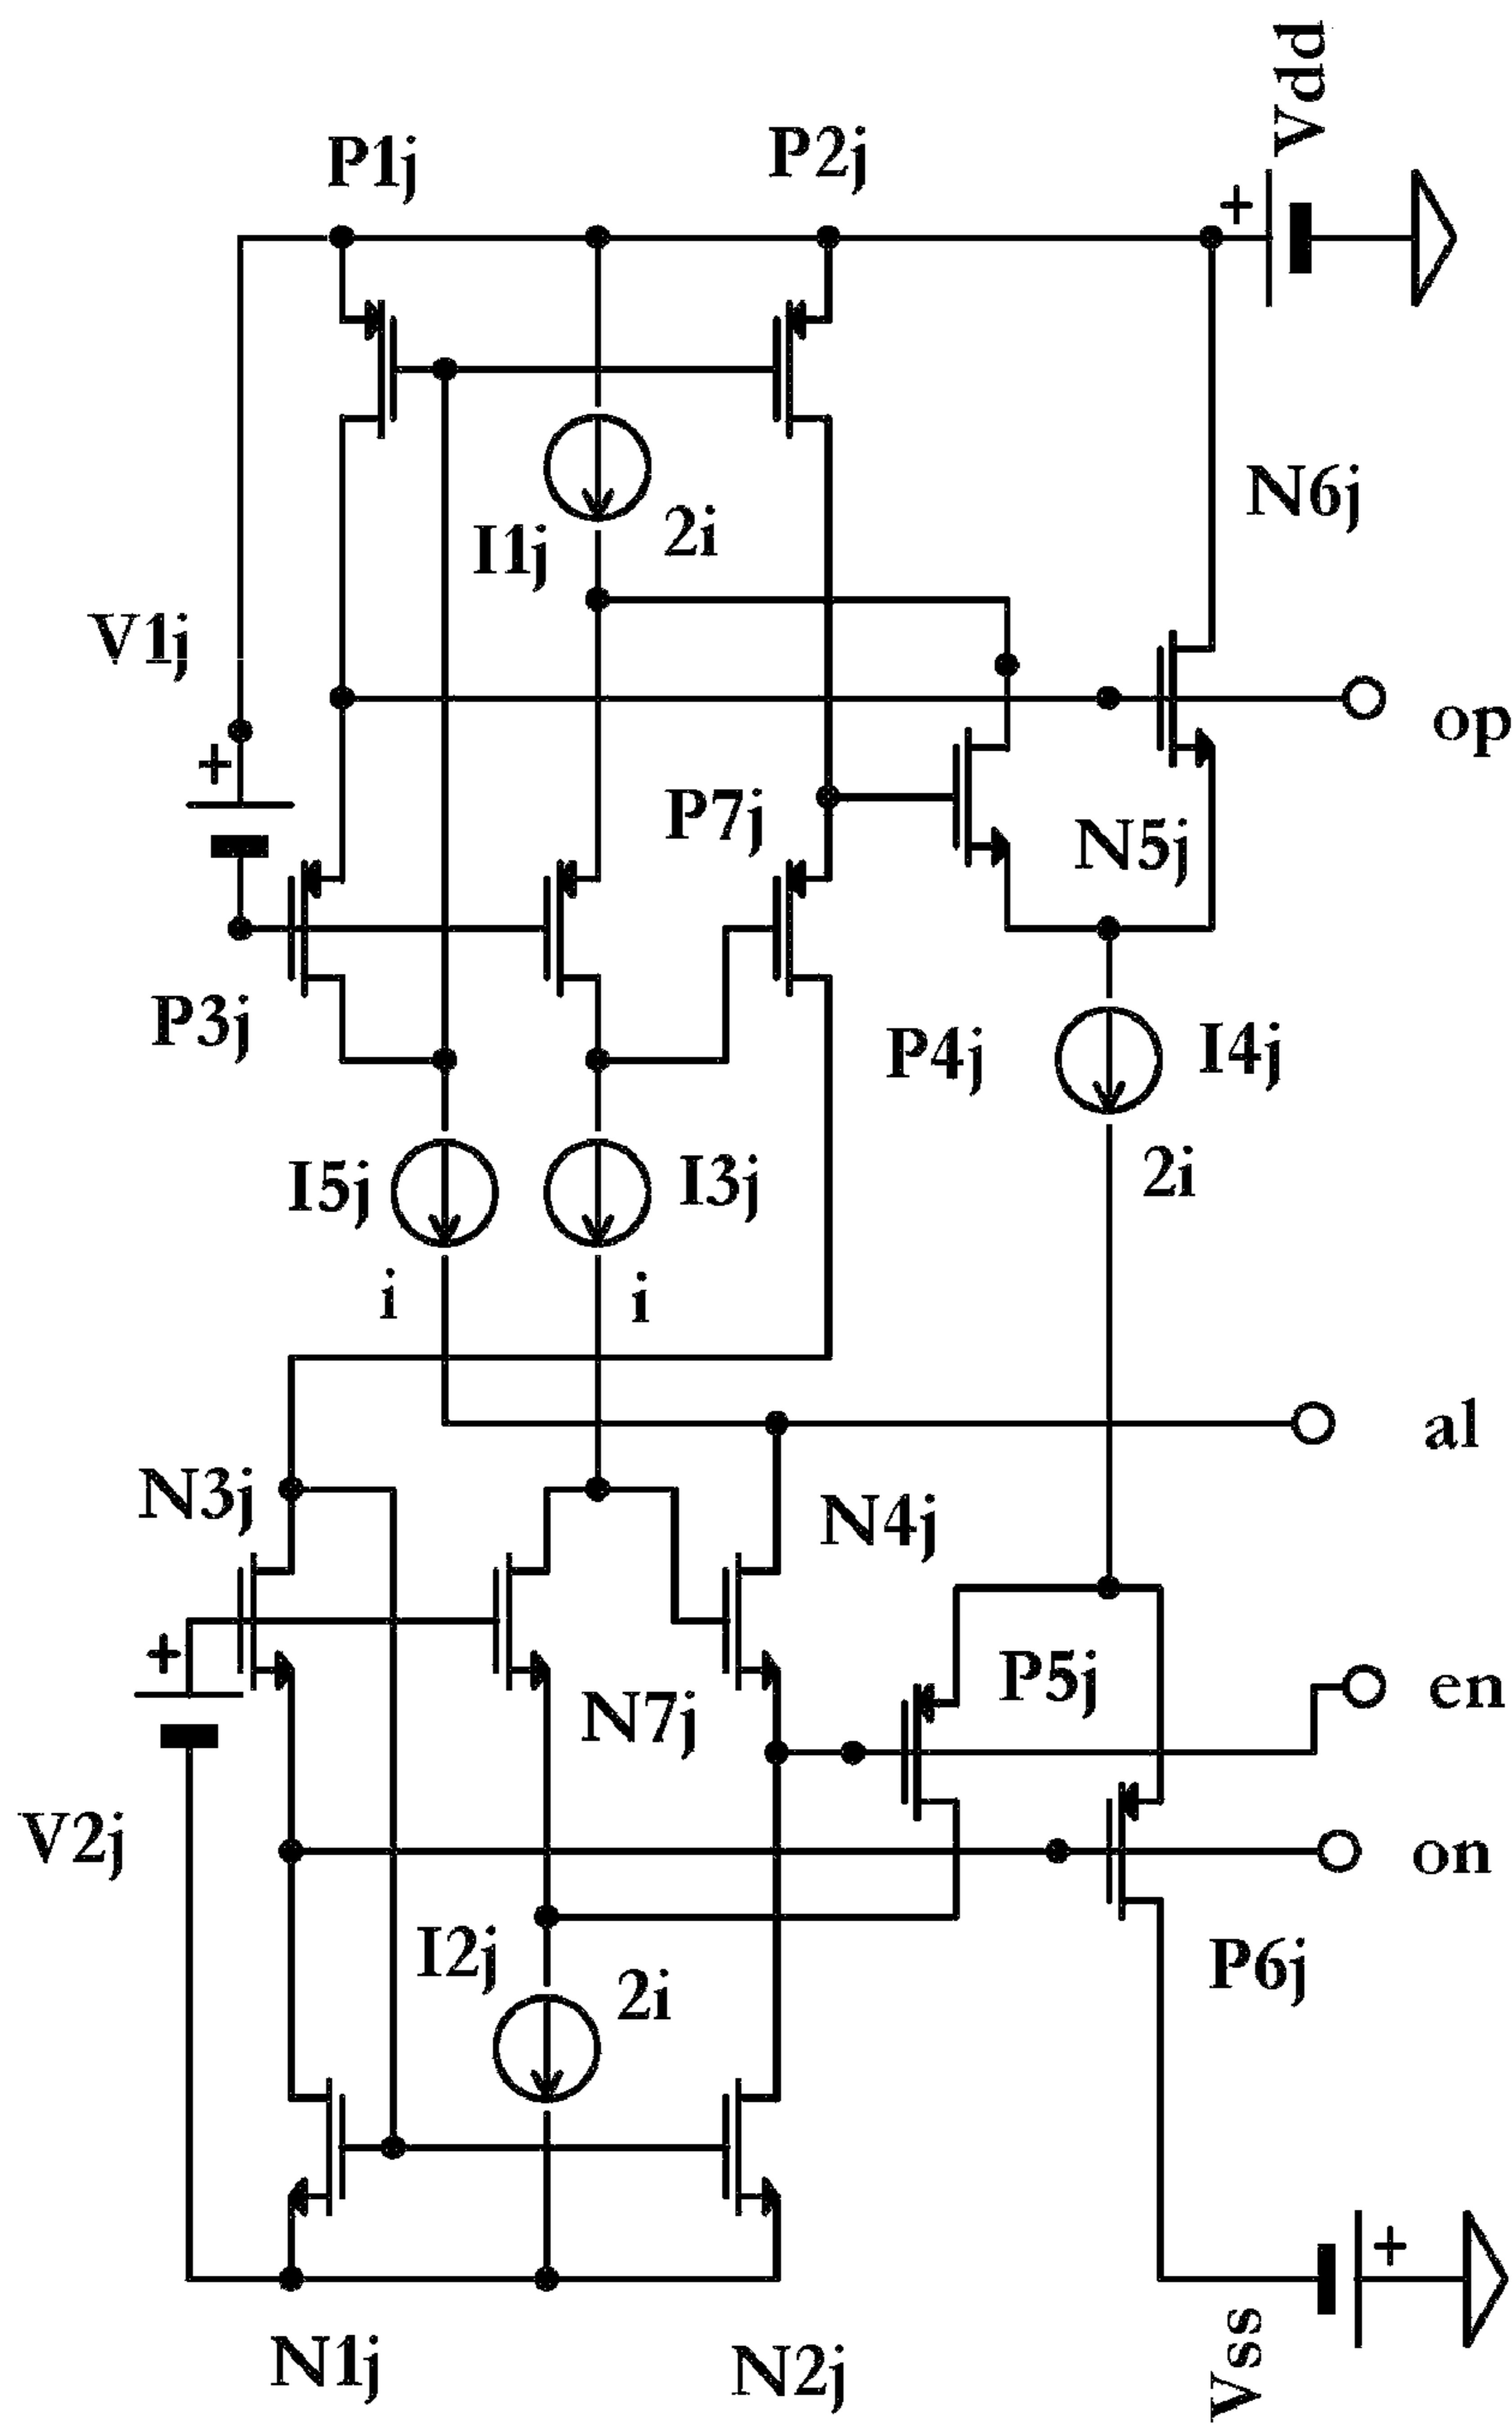 Vdd
P1j
P2j
+
N6j
I1j
2i
V1j
op
+
P7j
N5j
P3j
P4j
I4j
I5j
I3j
2i
i
i
al
N3j
N4j
+
P5j
en
N7j
V2j
on
I2j
2i
P6j
+
N1j
N2j
Vss